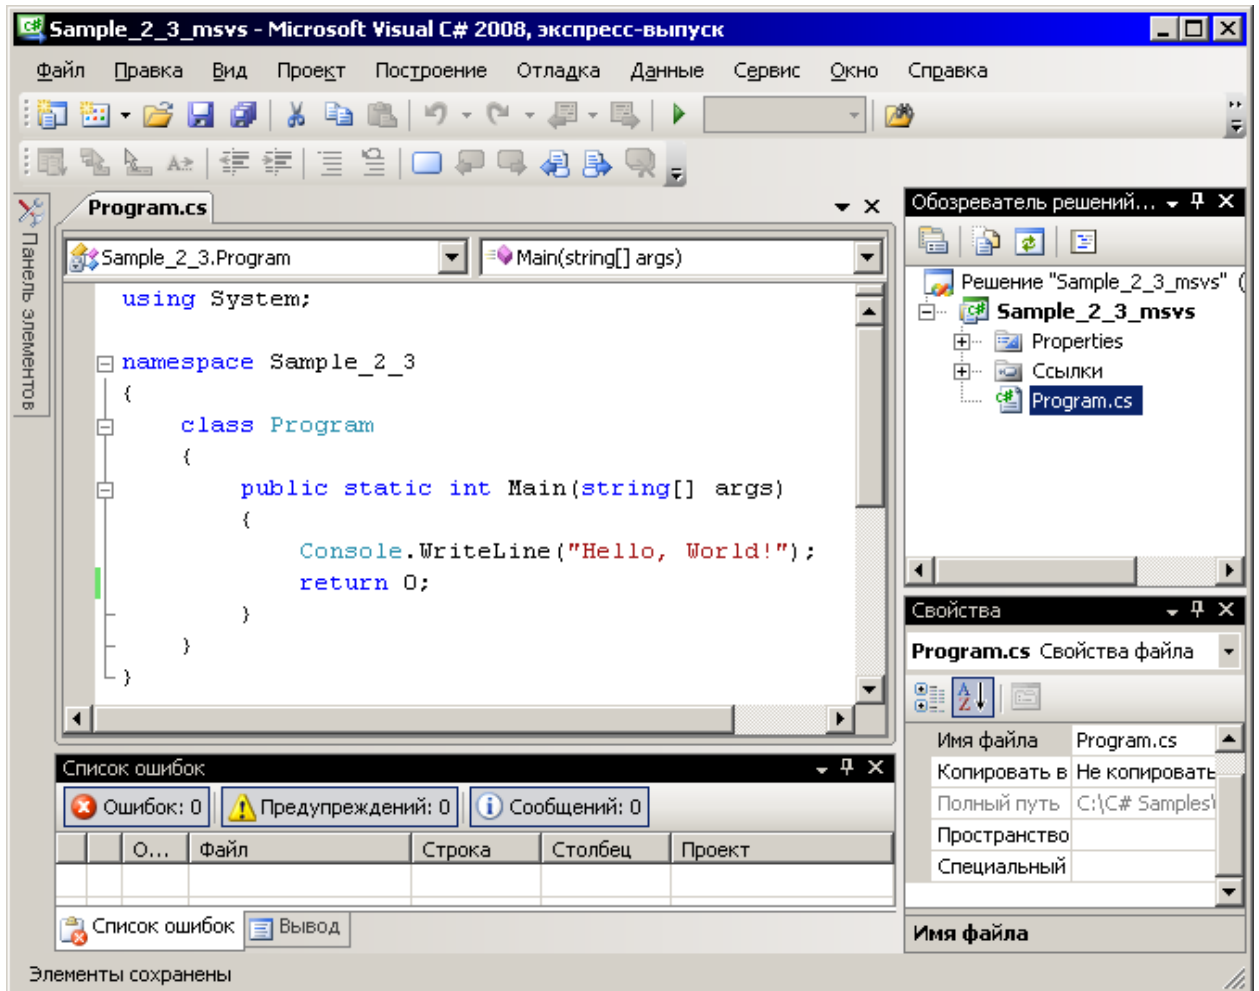 Sample_2_3_msvs - Microsoft Visual C# 2008, экспресс-выпуск
Файл Правка Вид Проект Построение Отладка Данные Сервис Окно Справка
Панель элементов
Program.cs
Sample_2_3.Program Main(string[] args)
using System;
namespace Sample_2_3
{
class Program
{
public static int Main(string[] args)
{
Console.WriteLine("Hello, World!");
return 0;
}
}
}
Список ошибок
Ошибок: 0 Предупреждений: 0 Сообщений: 0
О... Файл Строка Столбец Проект
Список ошибок Вывод
Обозреватель решений...
Решение "Sample_2_3_msvs" (
Sample_2_3_msvs
Properties
Ссылки
Program.cs
Свойства
Program.cs Свойства файла
Имя файла Program.cs
Копировать в Не копировать
Полный путь C:\C# Samples\
Пространство
Специальный
Имя файла
Элементы сохранены